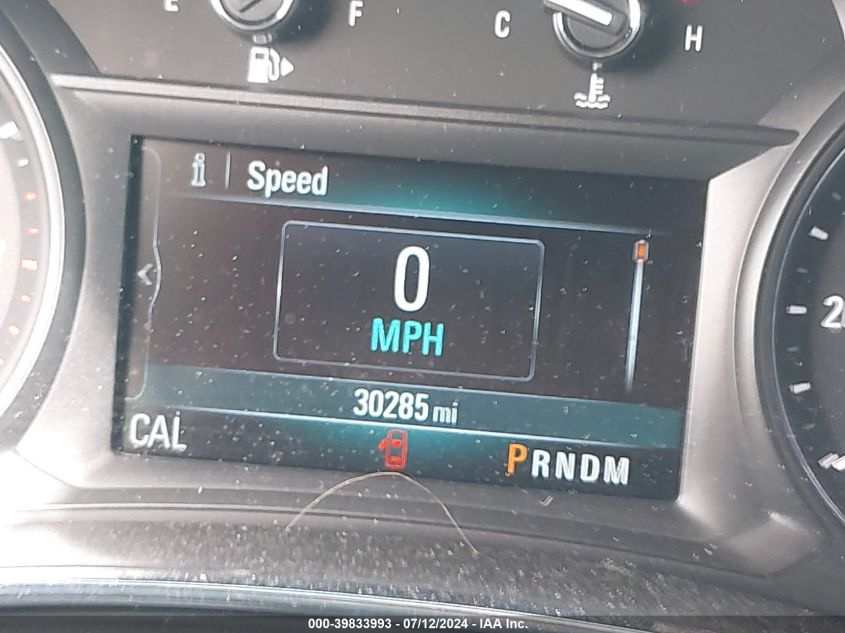 E F C H
Speed
0
MPH
30285 mi
CAL
PRNDM
000-39833993 - 07/12/2024 - IAA Inc.